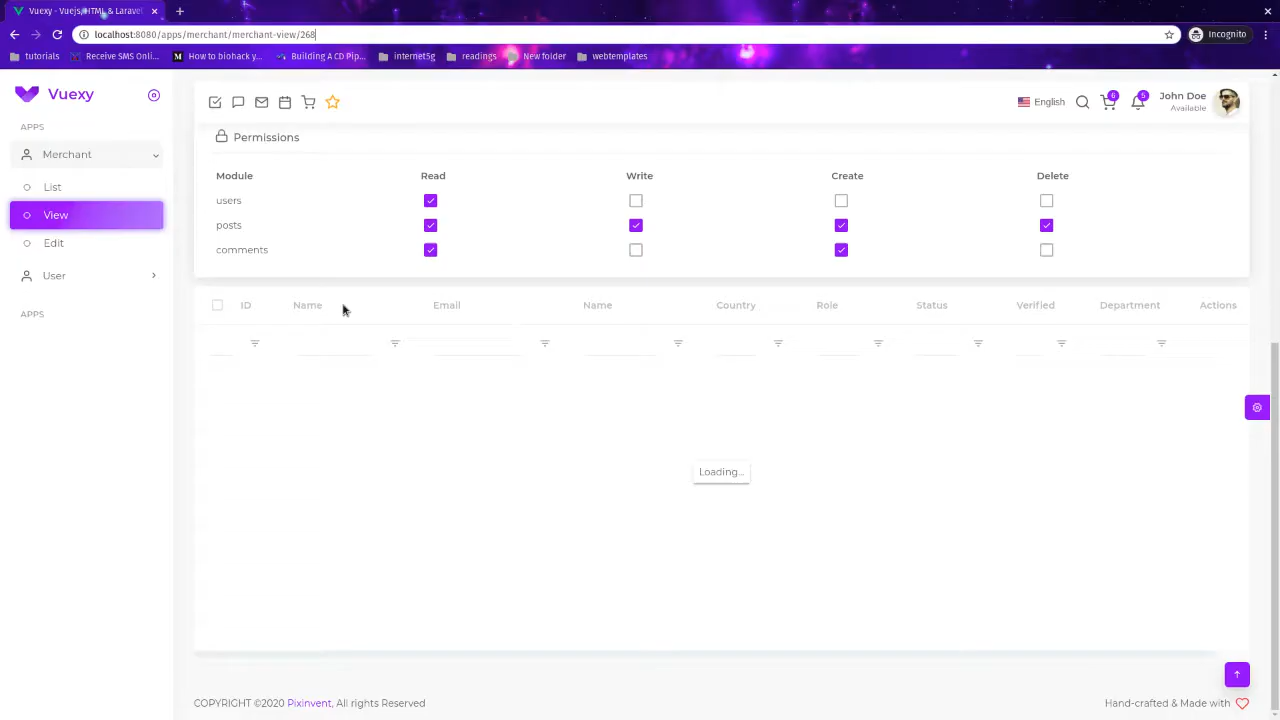 Vuexy - Vuejs, HTML & Laravel
localhost:8080/apps/merchant/merchant-view/268
Incognito
tutorials
Receive SMS Onli...
M
How to biohack y...
Building A CD Pip...
internet5g
readings
New folder
webtemplates
Vuexy
English
6
5
John Doe
Available
APPS
Merchant
List
View
Edit
User
APPS
Permissions
Module Read Write Create Delete
users
posts
comments
ID Name Email Name Country Role Status Verified Department Actions
Loading...
COPYRIGHT ©2020 Pixinvent, All rights Reserved
Hand-crafted & Made with